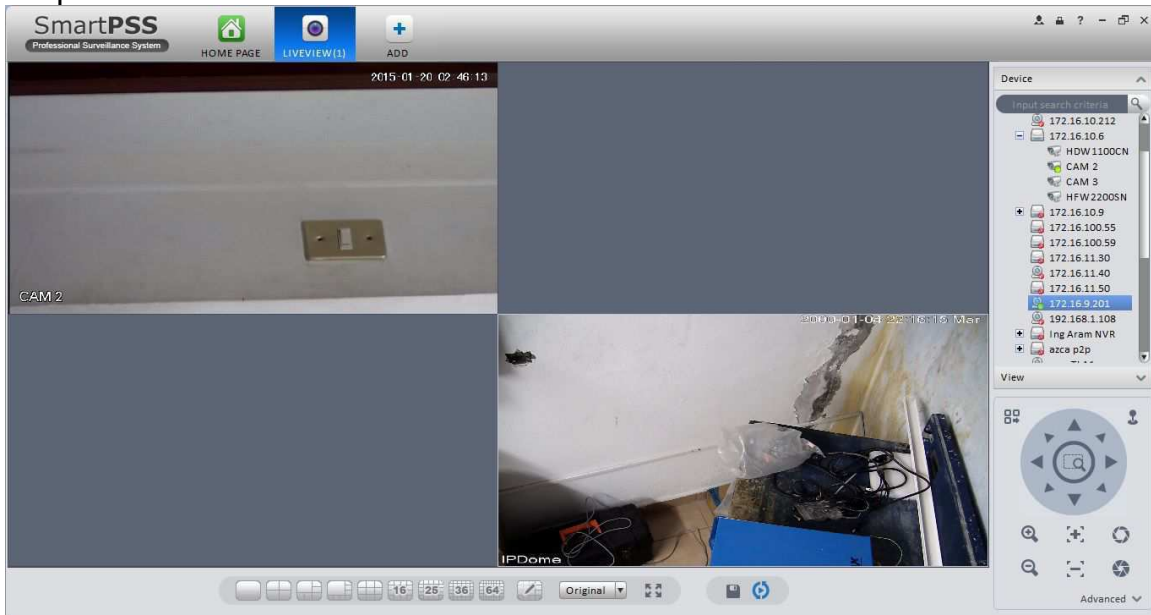 SmartPSS
Professional Surveillance System
HOME PAGE
LIVEVIEW(1)
ADD
?
2015-01-20 02:46:13
CAM 2
22:16:15 Mar
IPDome
Device
Input search criteria
172.16.10.212
172.16.10.6
HDW1100CN
CAM 2
CAM 3
HFW2200SN
172.16.10.9
172.16.100.55
172.16.100.59
172.16.11.30
172.16.11.40
172.16.11.50
172.16.9.201
192.168.1.108
Ing Aram NVR
azca p2p
View
16 25 36 64
Original
Advanced